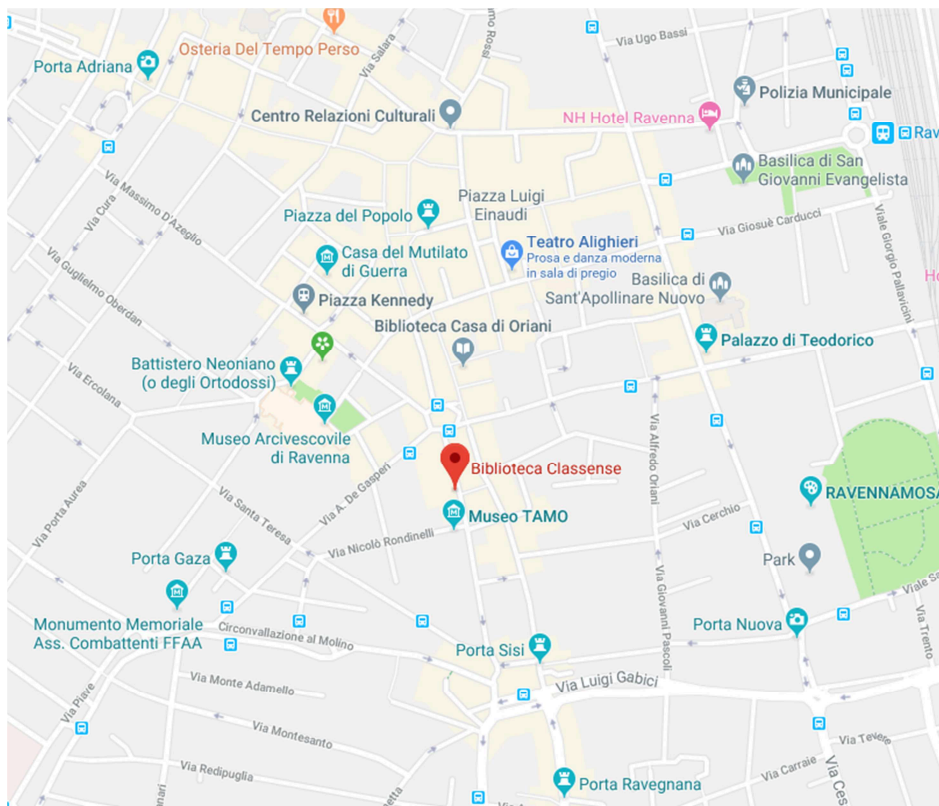 Osteria Del Tempo Perso
Porta Adriana
Via Salara
Via Ugo Bassi
Polizia Municipale
Centro Relazioni Culturali
NH Hotel Ravenna
Basilica di San
Giovanni Evangelista
Via Massimo D'Azeglio
Via Cura
Piazza Luigi
Einaudi
Piazza del Popolo
Via Giosuè Carducci
Viale Giorgio Pallavicini
Casa del Mutilato
di Guerra
Teatro Alighieri
Prosa e danza moderna
in sala di pregio
Via Guglielmo Oberdan
Piazza Kennedy
Basilica di
Sant'Apollinare Nuovo
Biblioteca Casa di Oriani
Palazzo di Teodorico
Battistero Neoniano
(o degli Ortodossi)
Via Ercolana
Museo Arcivescovile
di Ravenna
Via Alfredo Oriani
Biblioteca Classense
Via A. De Gasperi
Via Porta Aurea
Via Santa Teresa
RAVENNAMOSA
Museo TAMO
Via Cerchio
Via Nicolò Rondinelli
Porta Gaza
Park
Via Giovanni Pascoli
Monumento Memoriale
Ass. Combattenti FFAA
Circonvallazione al Molino
Porta Nuova
Via Trento
Porta Sisi
Via Monte Adamello
Via Luigi Gabici
Via Piave
Via Montesanto
Via Tevere
Via Redipuglia
Via Carraie
Porta Ravegnana